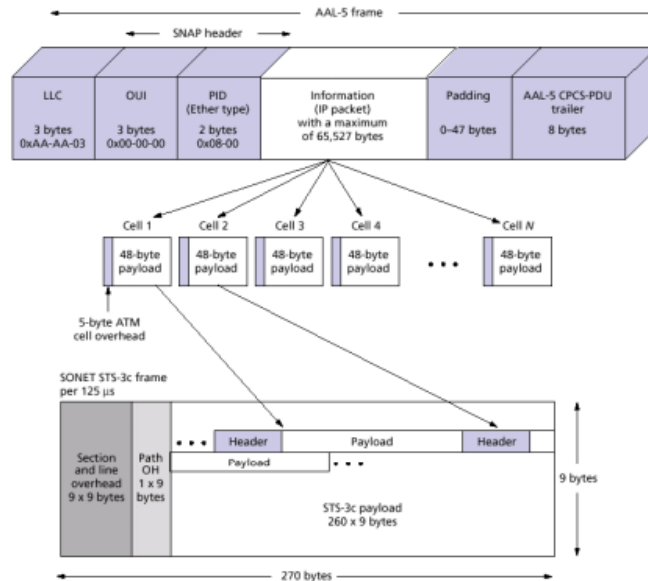 AAL-5 frame
SNAP header
LLC
3 bytes
0xAA-AA-03
OUI
3 bytes
0x00-00-00
PID
(Ether type)
2 bytes
0x08-00
Information
(IP packet)
with a maximum
of 65,527 bytes
Padding
0–47 bytes
AAL-5 CPCS-PDU
trailer
8 bytes
Cell 1
Cell 2
Cell 3
Cell 4
Cell N
48-byte
payload
48-byte
payload
48-byte
payload
48-byte
payload
48-byte
payload
5-byte ATM
cell overhead
SONET STS-3c frame
per 125 μs
Section
and line
overhead
9 x 9 bytes
Path
OH
1 x 9
bytes
Header
Payload
Header
Payload
STS-3c payload
260 x 9 bytes
9 bytes
270 bytes